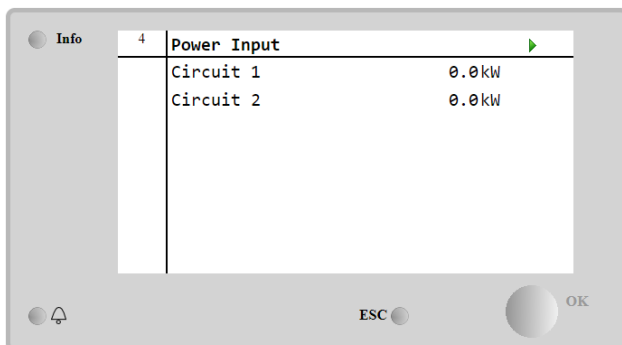 Info
4 Power Input
Circuit 1 0.0kW
Circuit 2 0.0kW
ESC
OK